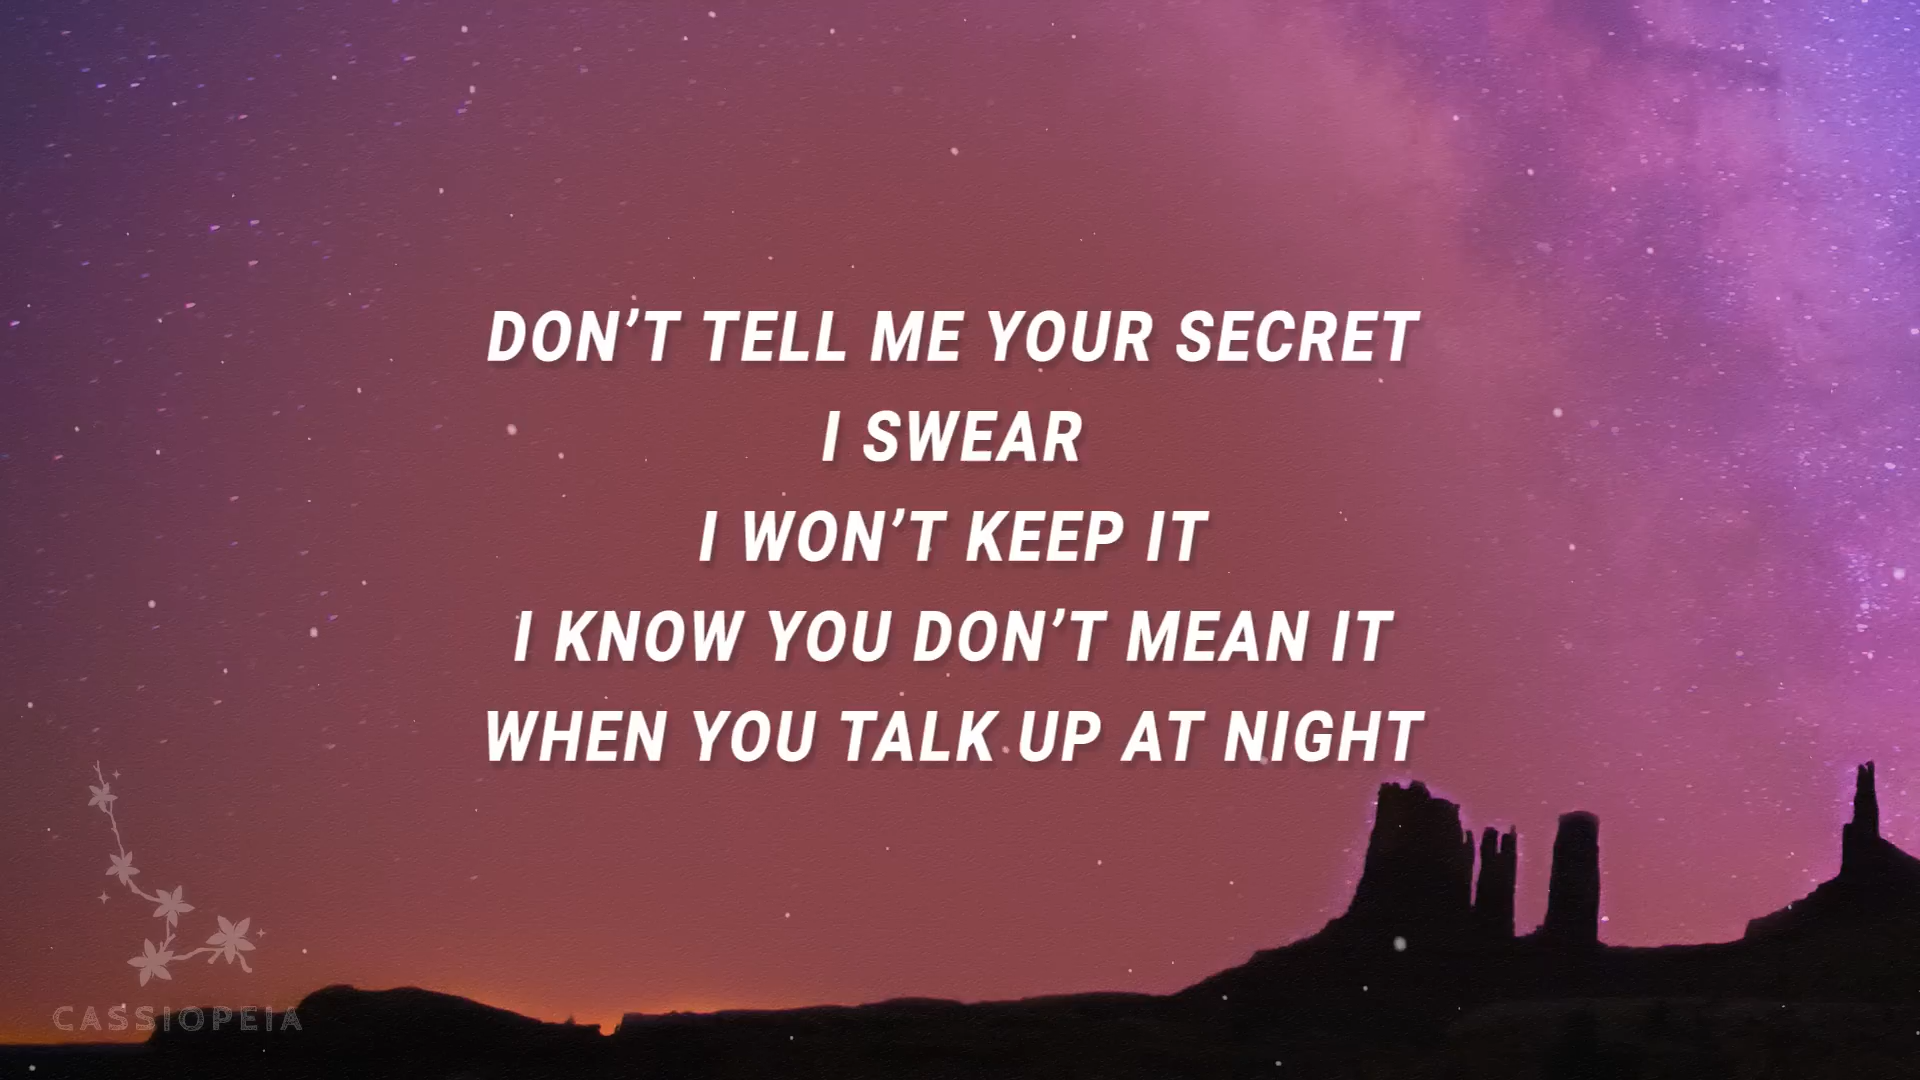 DON’T TELL ME YOUR SECRET
I SWEAR
I WON’T KEEP IT
I KNOW YOU DON’T MEAN IT
WHEN YOU TALK UP AT NIGHT
CASSIOPEIA